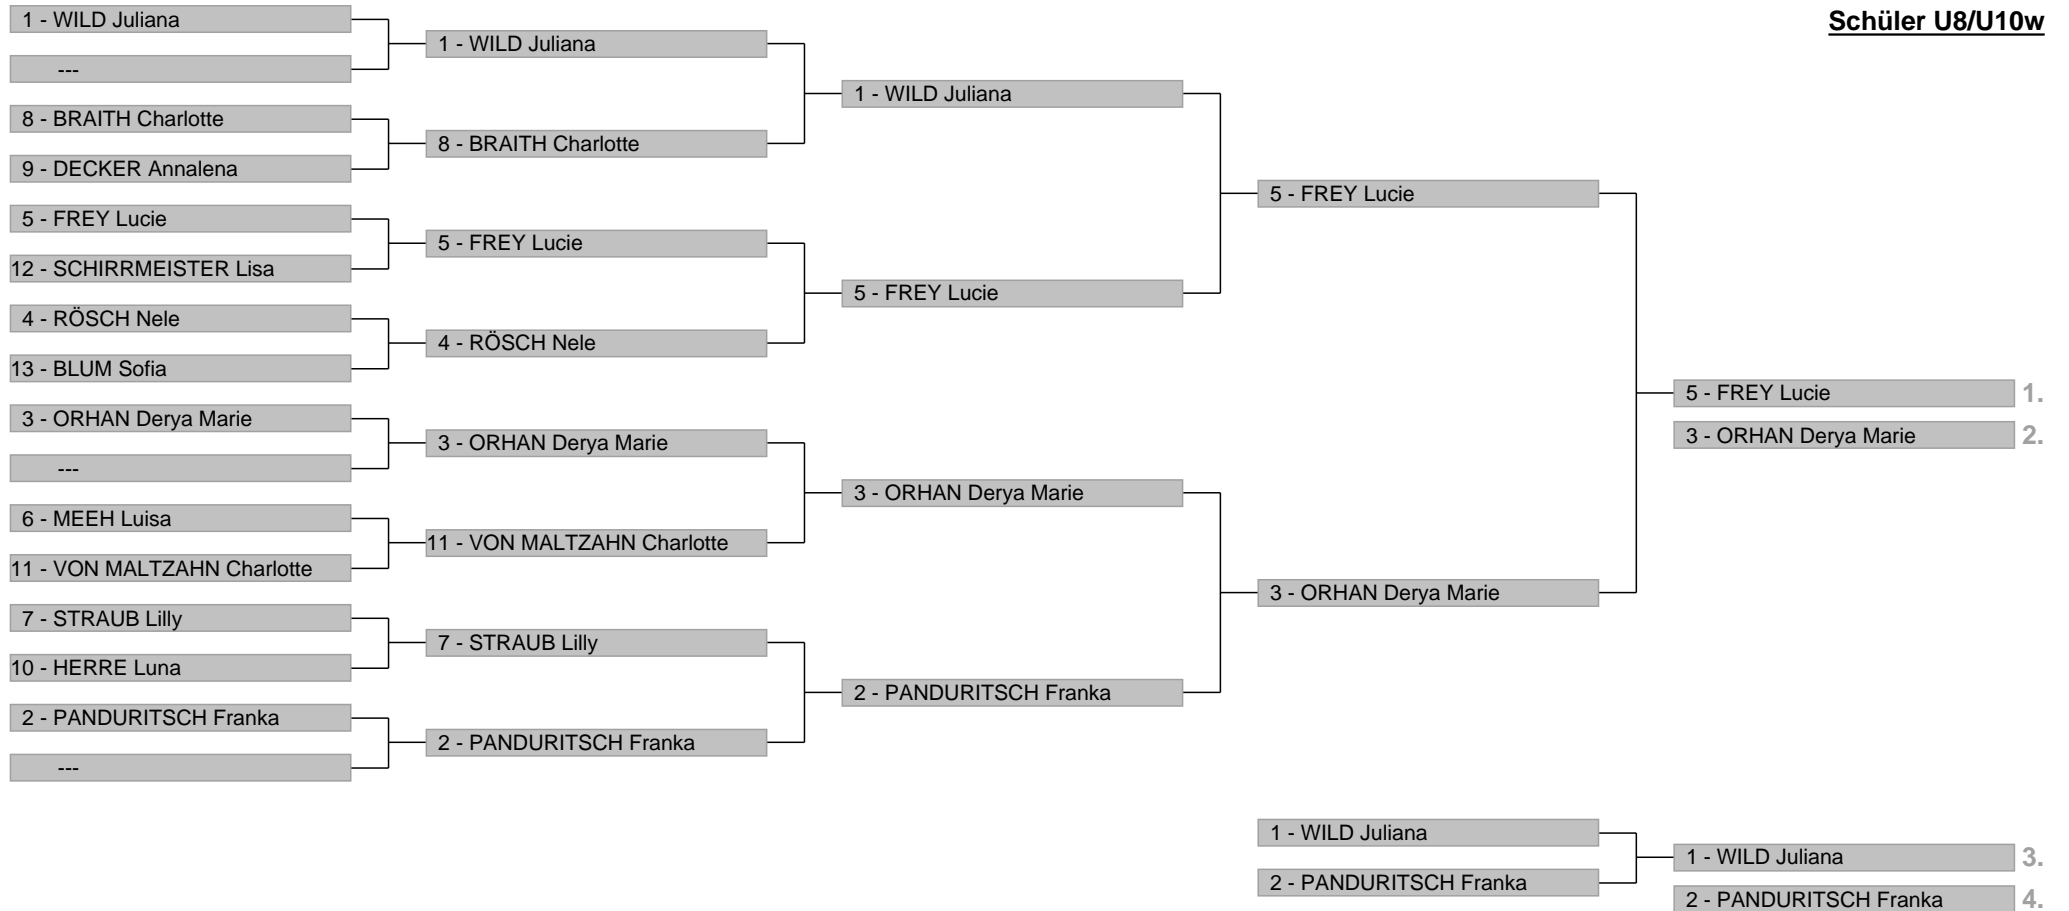 Schüler U8/U10w
1 - WILD Juliana
---
8 - BRAITH Charlotte
9 - DECKER Annalena
5 - FREY Lucie
12 - SCHIRRMEISTER Lisa
4 - RÖSCH Nele
13 - BLUM Sofia
3 - ORHAN Derya Marie
---
6 - MEEH Luisa
11 - VON MALTZAHN Charlotte
7 - STRAUB Lilly
10 - HERRE Luna
2 - PANDURITSCH Franka
---
1 - WILD Juliana
8 - BRAITH Charlotte
5 - FREY Lucie
4 - RÖSCH Nele
3 - ORHAN Derya Marie
11 - VON MALTZAHN Charlotte
7 - STRAUB Lilly
2 - PANDURITSCH Franka
1 - WILD Juliana
5 - FREY Lucie
3 - ORHAN Derya Marie
2 - PANDURITSCH Franka
5 - FREY Lucie
3 - ORHAN Derya Marie
5 - FREY Lucie 1.
3 - ORHAN Derya Marie 2.
1 - WILD Juliana
2 - PANDURITSCH Franka
1 - WILD Juliana 3.
2 - PANDURITSCH Franka 4.